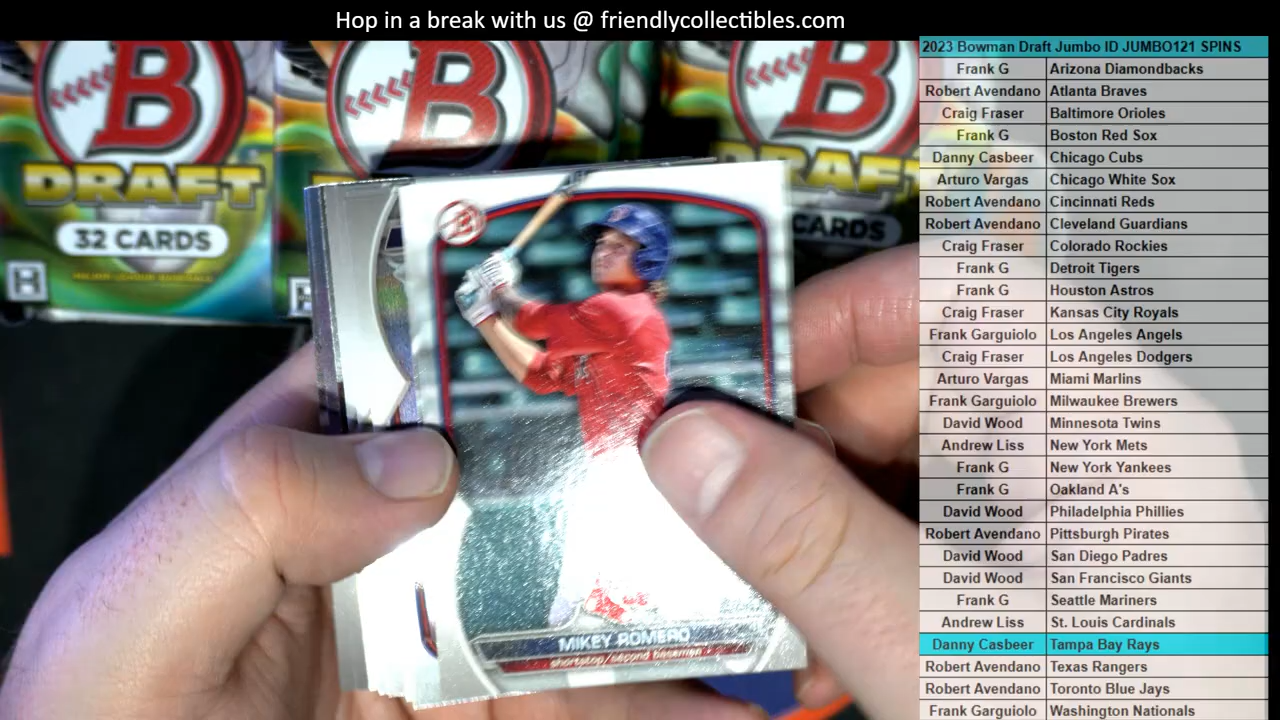 Hop in a break with us @ friendlycollectibles.com
2023 Bowman Draft Jumbo ID JUMBO121 SPINS
Frank G Arizona Diamondbacks
Robert Avendano Atlanta Braves
Craig Fraser Baltimore Orioles
Frank G Boston Red Sox
Danny Casbeer Chicago Cubs
Arturo Vargas Chicago White Sox
Robert Avendano Cincinnati Reds
Robert Avendano Cleveland Guardians
Craig Fraser Colorado Rockies
Frank G Detroit Tigers
Frank G Houston Astros
Craig Fraser Kansas City Royals
Frank Garguiolo Los Angeles Angels
Craig Fraser Los Angeles Dodgers
Arturo Vargas Miami Marlins
Frank Garguiolo Milwaukee Brewers
David Wood Minnesota Twins
Andrew Liss New York Mets
Frank G New York Yankees
Frank G Oakland A's
David Wood Philadelphia Phillies
Robert Avendano Pittsburgh Pirates
David Wood San Diego Padres
David Wood San Francisco Giants
Frank G Seattle Mariners
Andrew Liss St. Louis Cardinals
Danny Casbeer Tampa Bay Rays
Robert Avendano Texas Rangers
Robert Avendano Toronto Blue Jays
Frank Garguiolo Washington Nationals
B
DRAFT
32 CARDS
H
B
DRAFT
B
DRAF
CARDS
B
MIKEY ROMERO
shortstop/second baseman